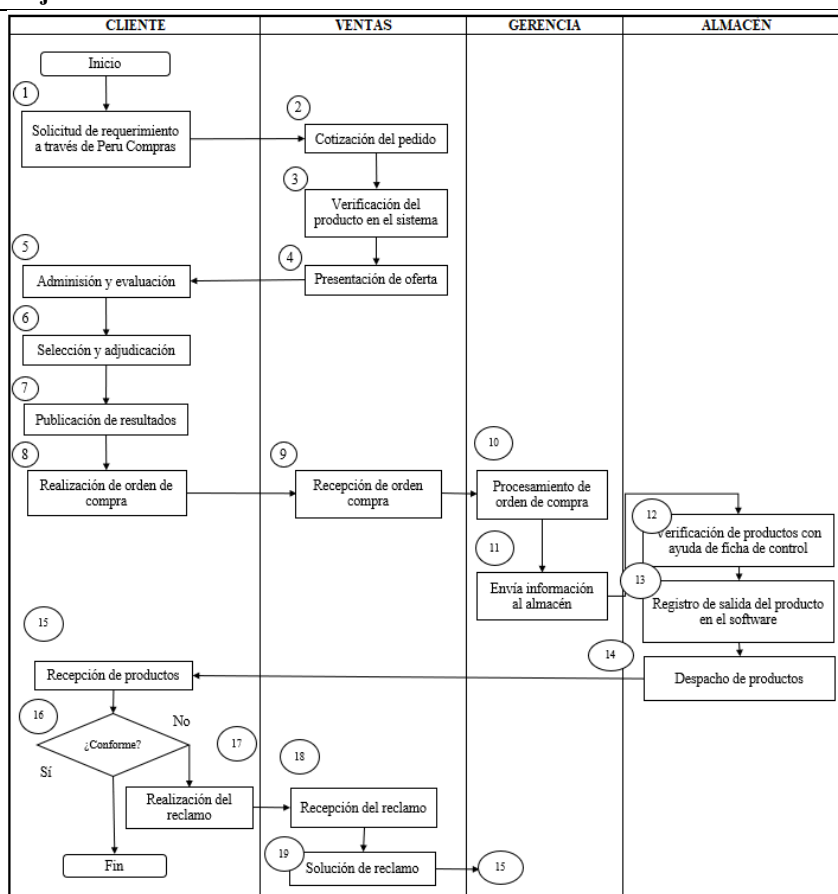 CLIENTE
VENTAS
GERENCIA
ALMACÉN
Inicio
1
Solicitud de requerimiento
a través de Peru Compras
2
Cotización del pedido
3
Verificación del
producto en el sistema
4
Presentación de oferta
5
Adminisión y evaluación
6
Selección y adjudicación
7
Publicación de resultados
8
Realización de orden de
compra
9
Recepción de orden
compra
10
Procesamiento de
orden de compra
11
Envía información
al almacén
12
Verificación de productos con
ayuda de ficha de control
13
Registro de salida del producto
en el software
14
Despacho de productos
15
Recepción de productos
16
¿Conforme?
No
Sí
17
Realización del
reclamo
18
Recepción del reclamo
19
Solución de reclamo
15
Fin